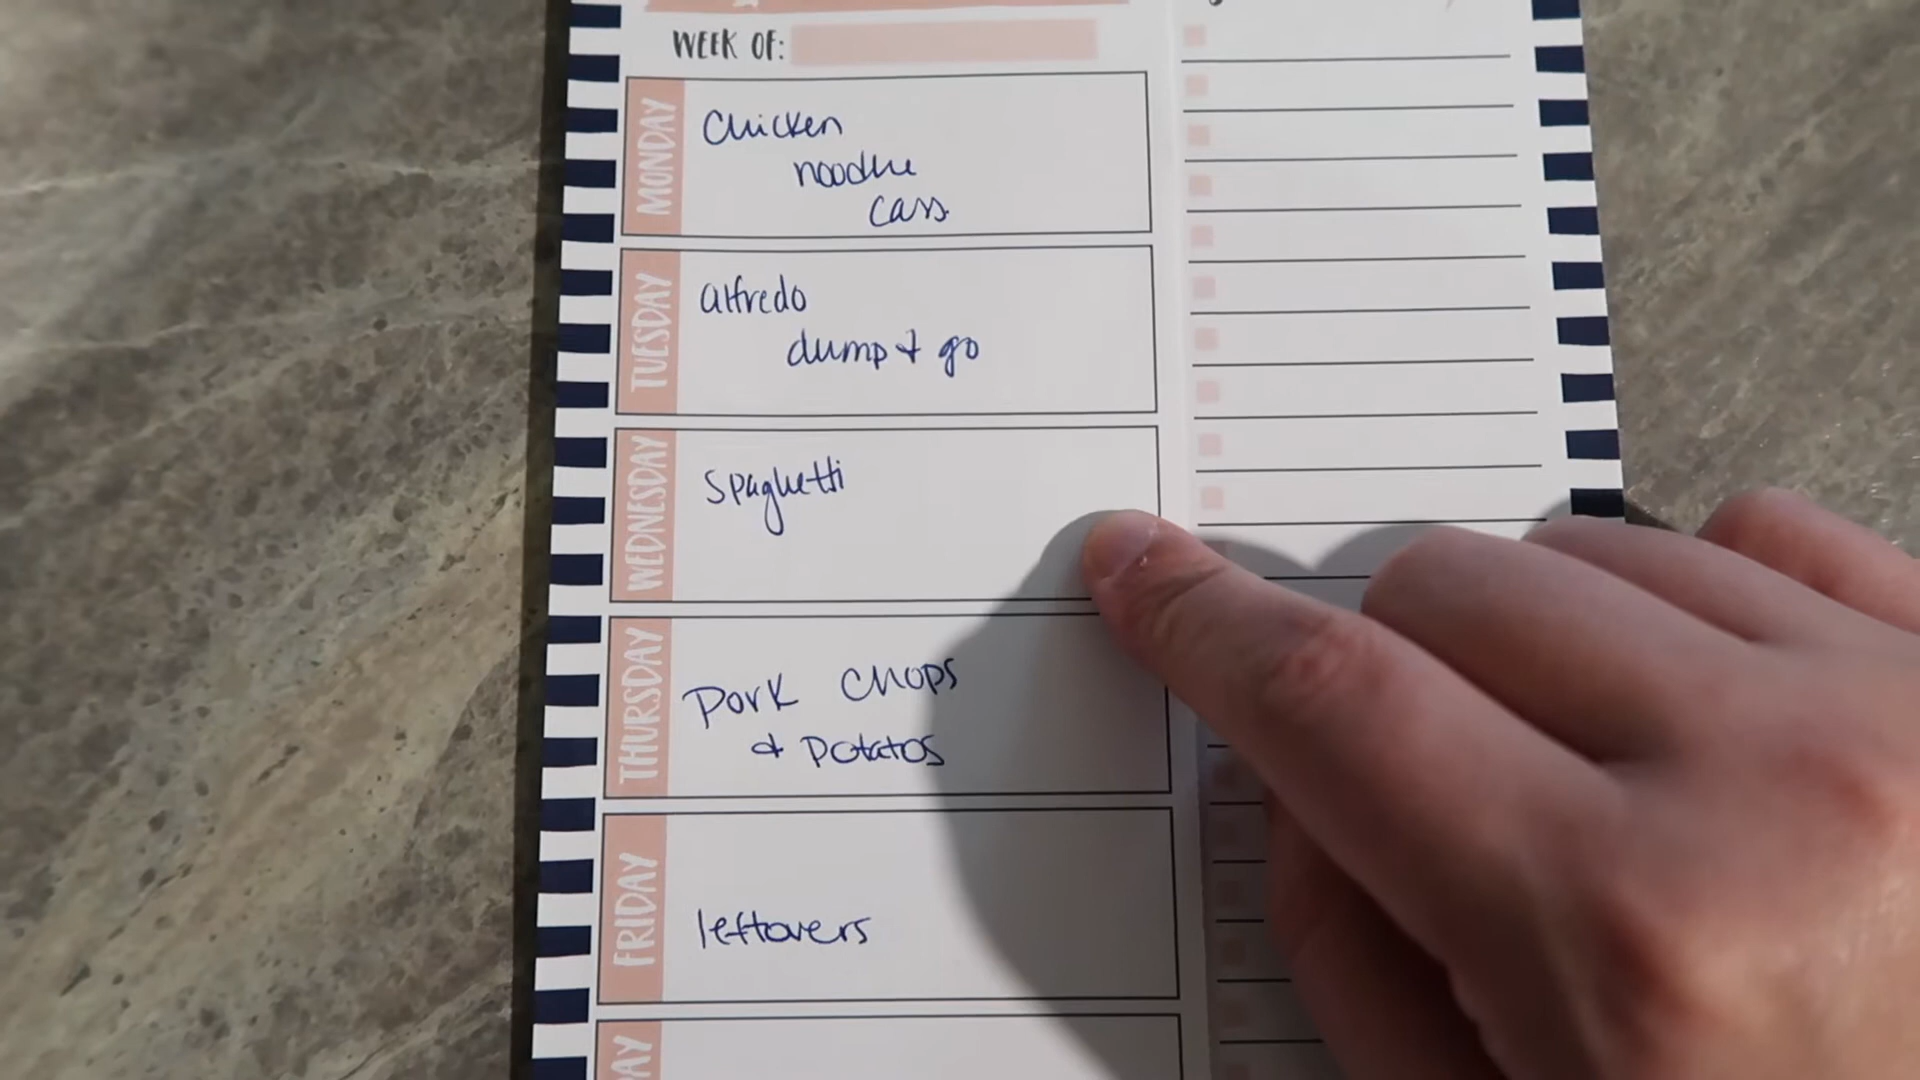 WEEK OF:
MONDAY
Chicken
noodle
cass.
TUESDAY
alfredo
dump & go
WEDNESDAY
Spaghetti
THURSDAY
Pork Chops
& Potatos
FRIDAY
leftovers